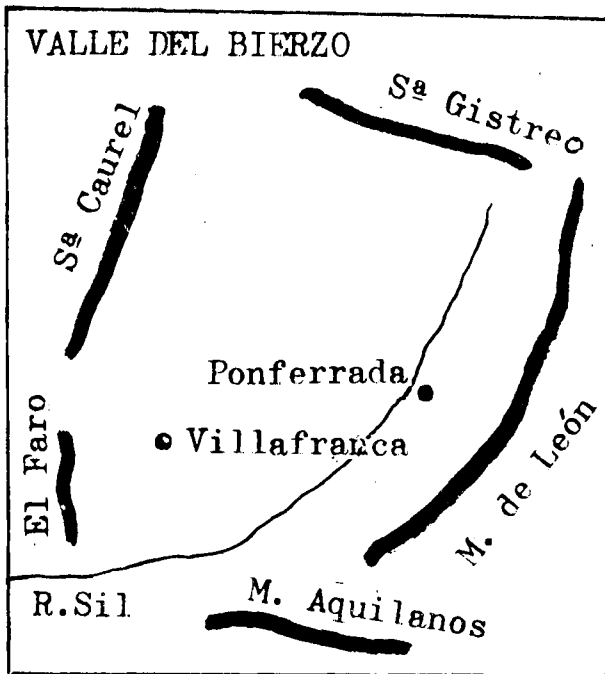 VALLE DEL BIERZO
Sª Gistreo
Sª Caurel
Ponferrada
El Faro
Villafranca
M. de León
R.Sil
M. Aquilanos